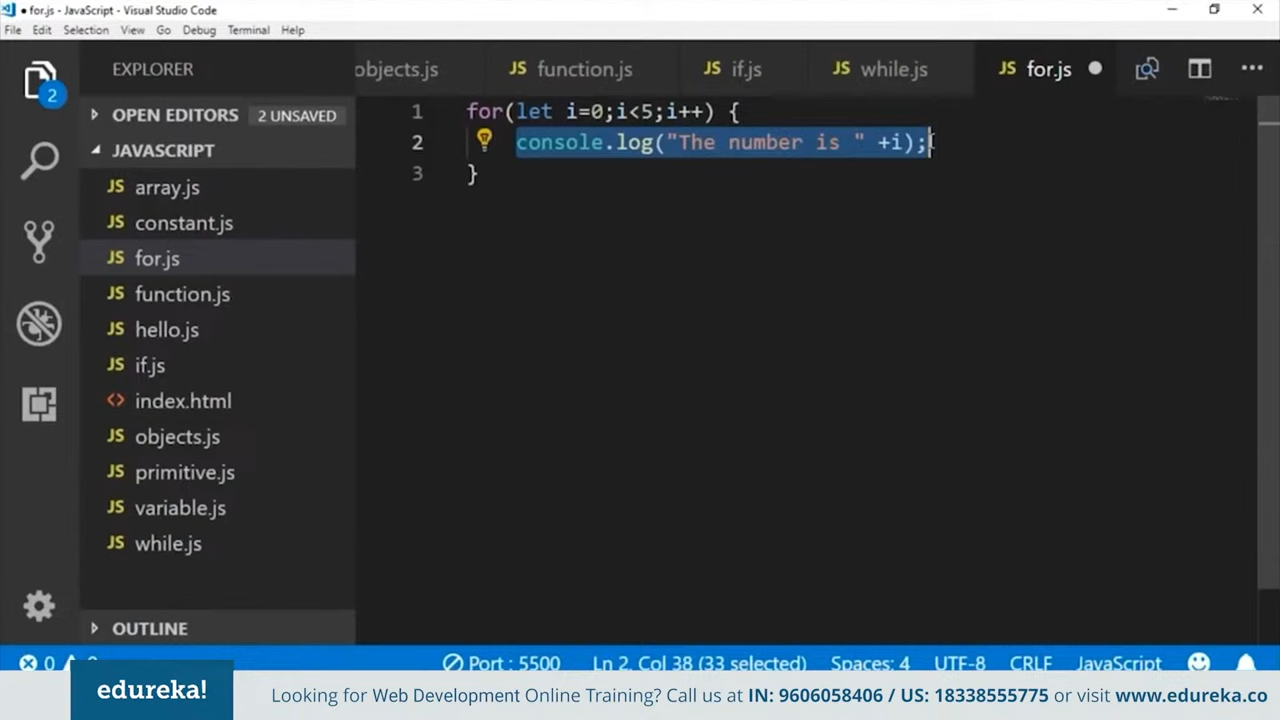 for.js - JavaScript - Visual Studio Code
File Edit Selection View Go Debug Terminal Help
EXPLORER
objects.js JS function.js JS if.js JS while.js JS for.js
OPEN EDITORS 2 UNSAVED
JAVASCRIPT
JS array.js
JS constant.js
JS for.js
JS function.js
JS hello.js
JS if.js
<> index.html
JS objects.js
JS primitive.js
JS variable.js
JS while.js
OUTLINE
2
1 for(let i=0;i<5;i++) {
2 console.log("The number is " +i);
3 }
0 Port : 5500 Ln 2, Col 38 (33 selected) Spaces: 4 UTF-8 CRLF JavaScript
edureka! Looking for Web Development Online Training? Call us at IN: 9606058406 / US: 18338555775 or visit www.edureka.co